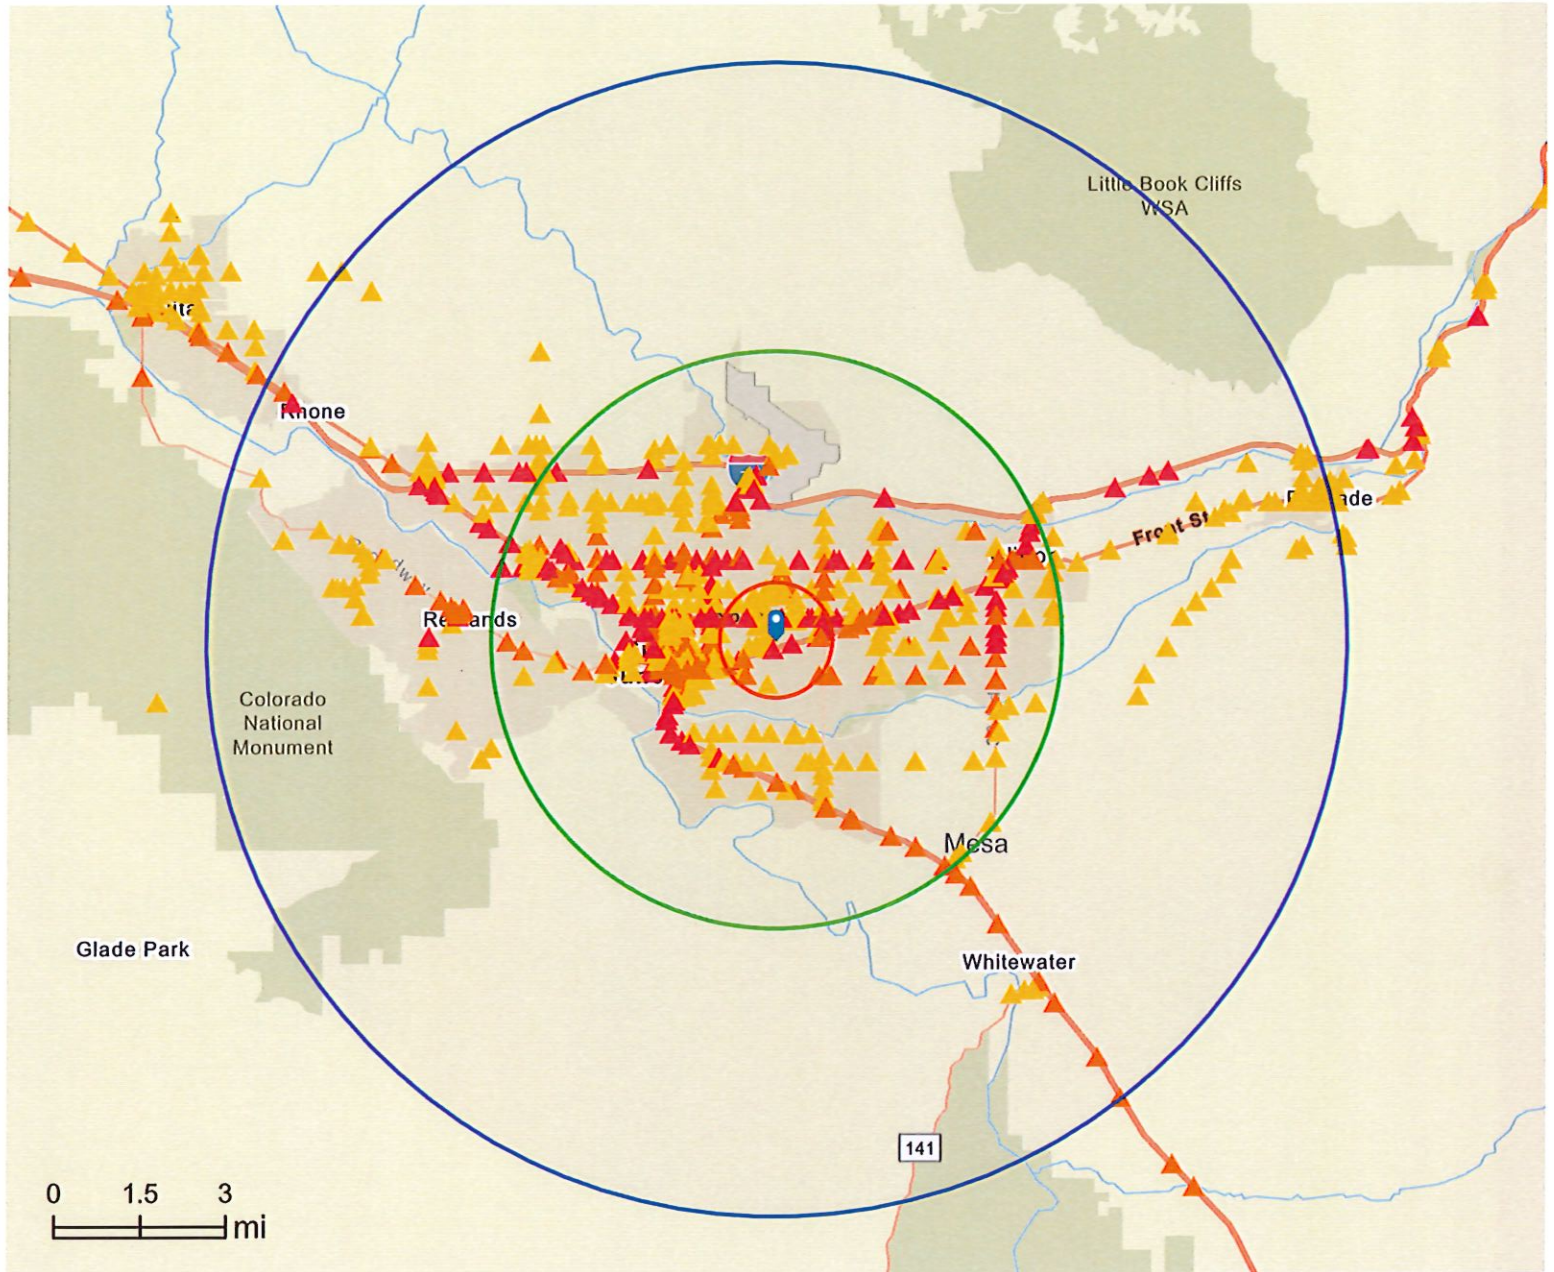 Little Book Cliffs
WSA
Rhone
Front St
Redlands
Colorado
National
Monument
Mesa
Glade Park
Whitewater
141
0 1.5 3
mi